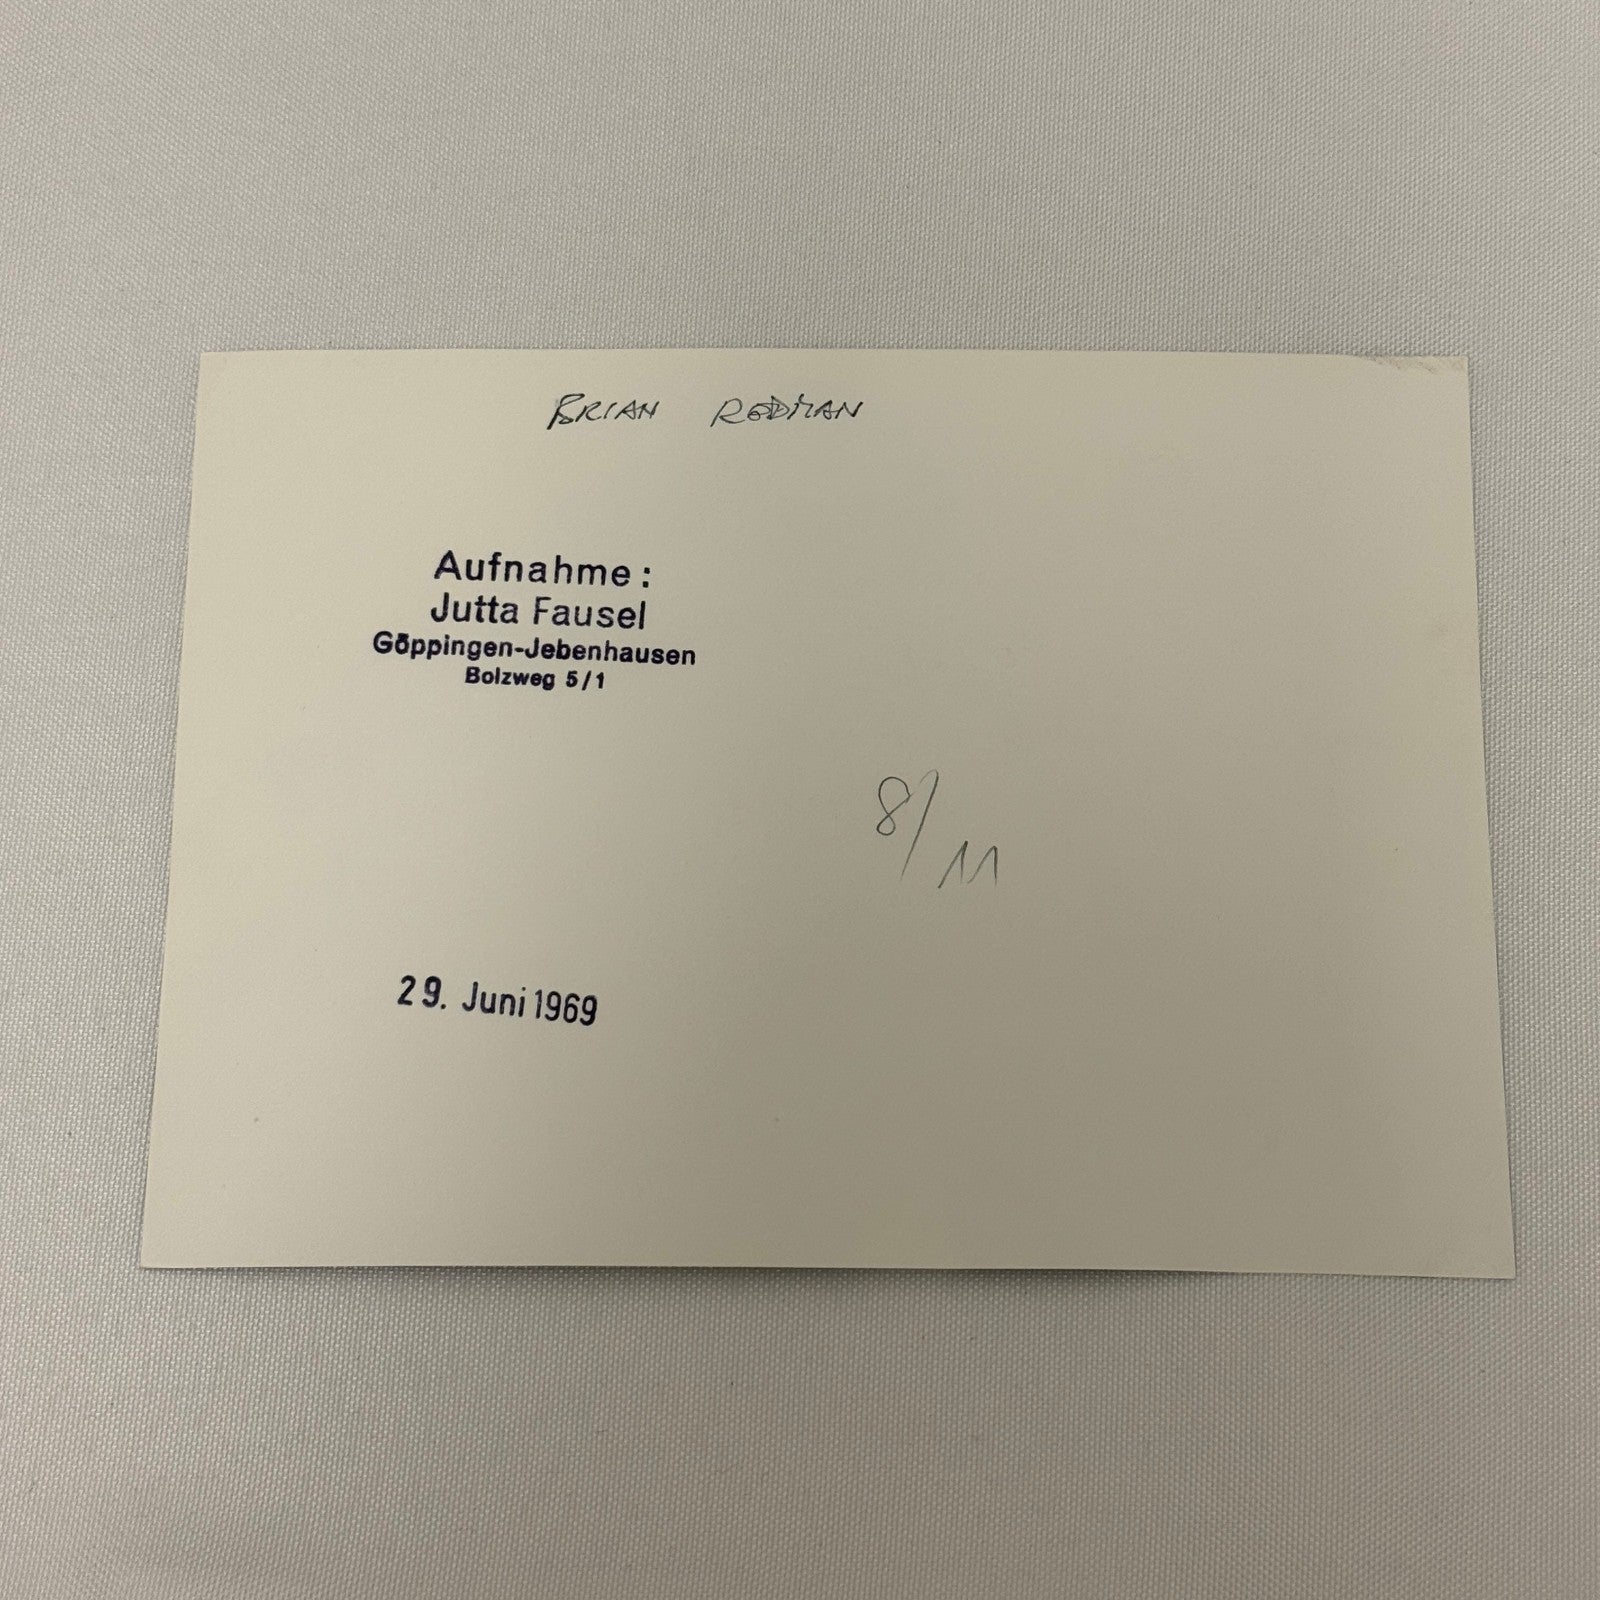 BRIAN REDMAN
Aufnahme:
Jutta Fausel
Göppingen-Jebenhausen
Bolzweg 5/1
8/11
29. Juni 1969